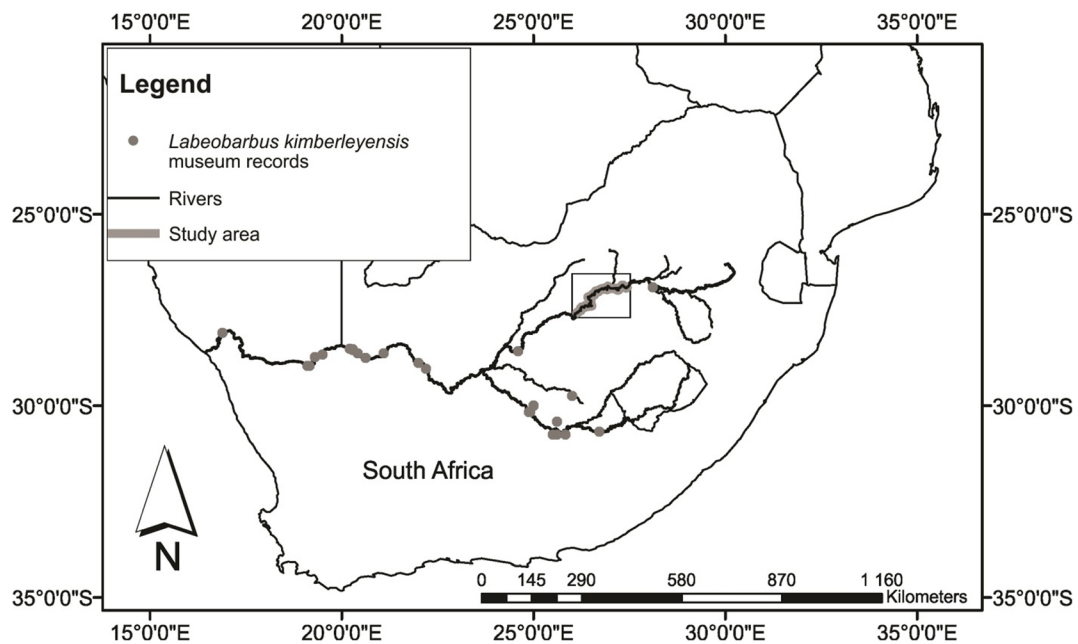 15°0'0"E 20°0'0"E 25°0'0"E 30°0'0"E 35°0'0"E
Legend
Labeobarbus kimberleyensis
museum records
Rivers
Study area
25°0'0"S 25°0'0"S
30°0'0"S 30°0'0"S
South Africa
N
0 145 290 580 870 1 160
Kilometers
35°0'0"S 35°0'0"S
15°0'0"E 20°0'0"E 25°0'0"E 30°0'0"E 35°0'0"E